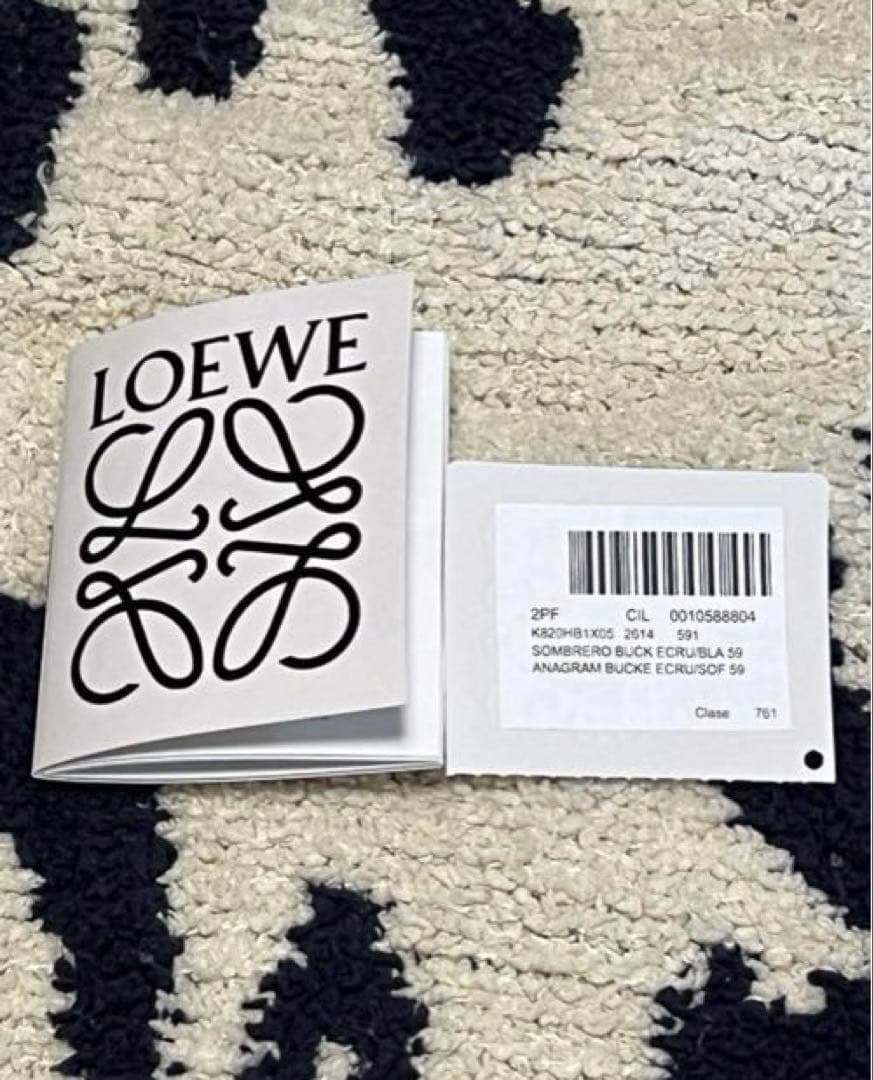 LOEWE
2PF CIL 0010588804
K820HB1X05 2614 591
SOMBRERO BUCK ECRU/BLA 59
ANAGRAM BUCKE ECRU/SOF 59
Clase 761